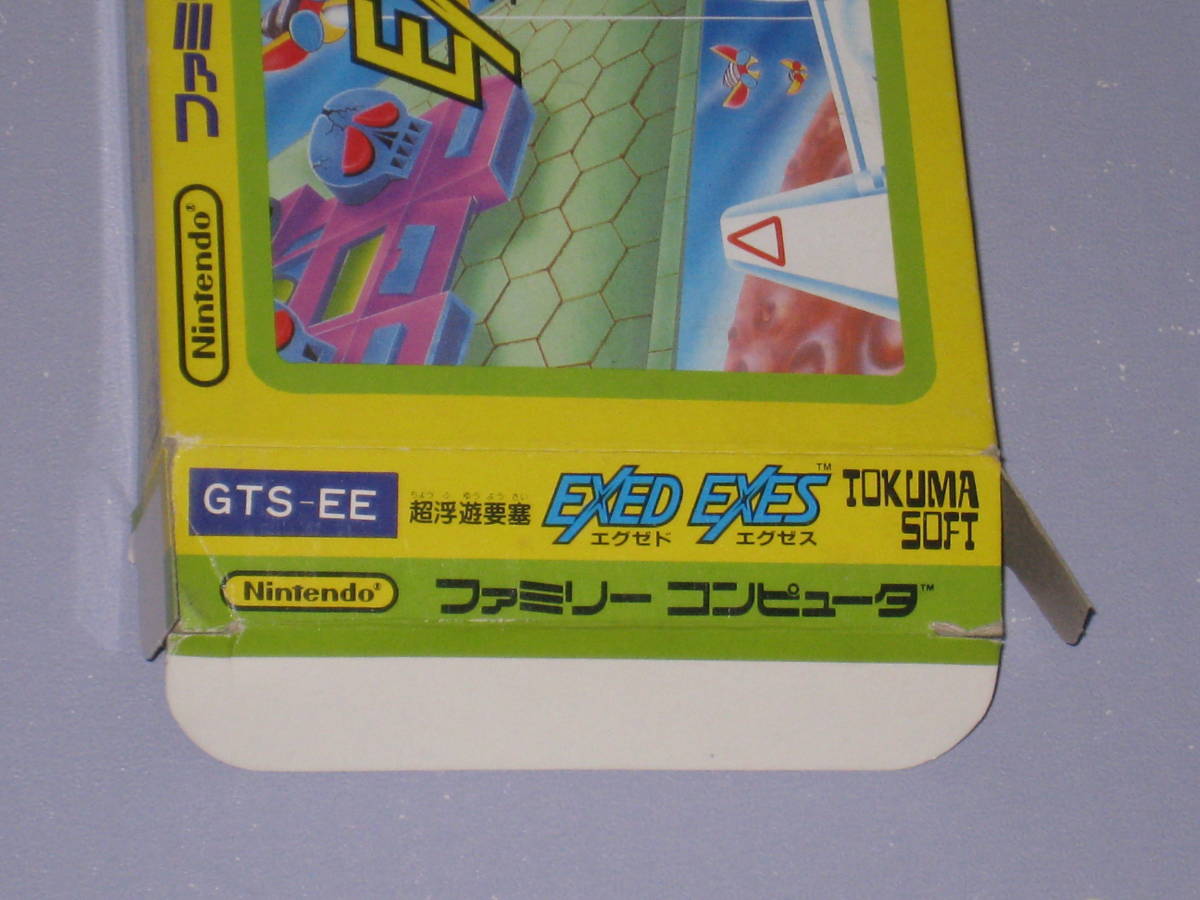 ファミ
Nintendo®
EX
GTS-EE
ちょう ふ ゆう よう さい
超浮遊要塞
EXED EXES™
エグゼド エグゼス
TOKUMA
SOFT
Nintendo®
ファミリー コンピュータ™